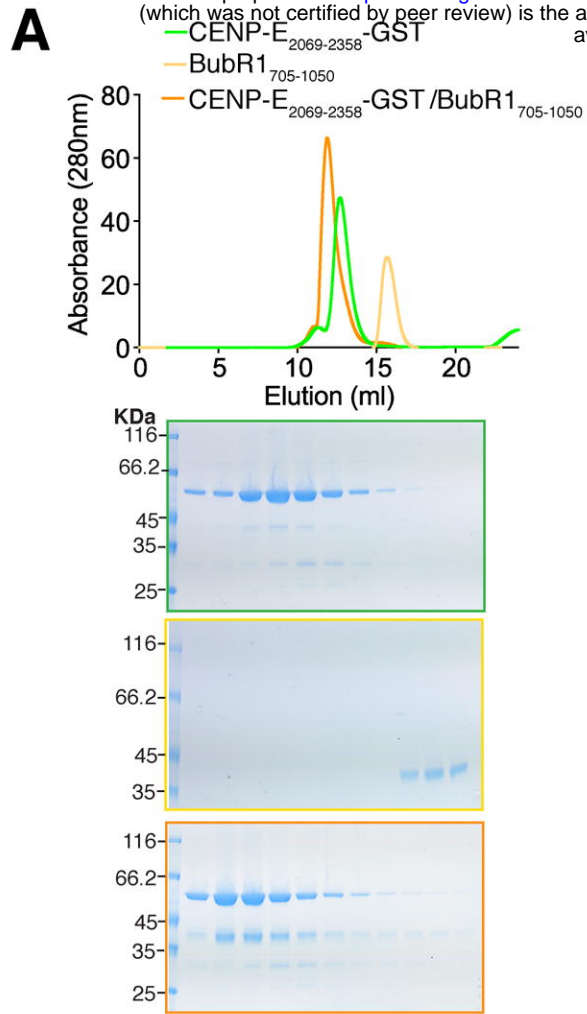 (which was not certified by peer review) is the a
A
CENP-E2069-2358-GST
BubR1705-1050
CENP-E2069-2358-GST/BubR1705-1050
Absorbance (280nm)
80
60
40
20
0
0 5 10 15 20
Elution (ml)
KDa
116
66.2
45
35
25
116
66.2
45
35
116
66.2
45
35
25